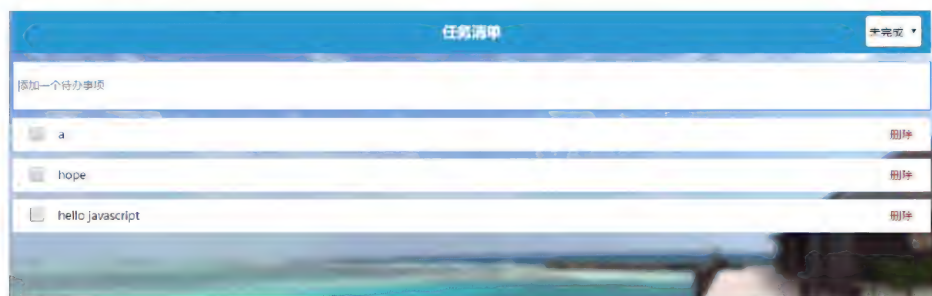 任务清单
未完成
添加一个待办事项
a
删除
hope
删除
hello javascript
删除